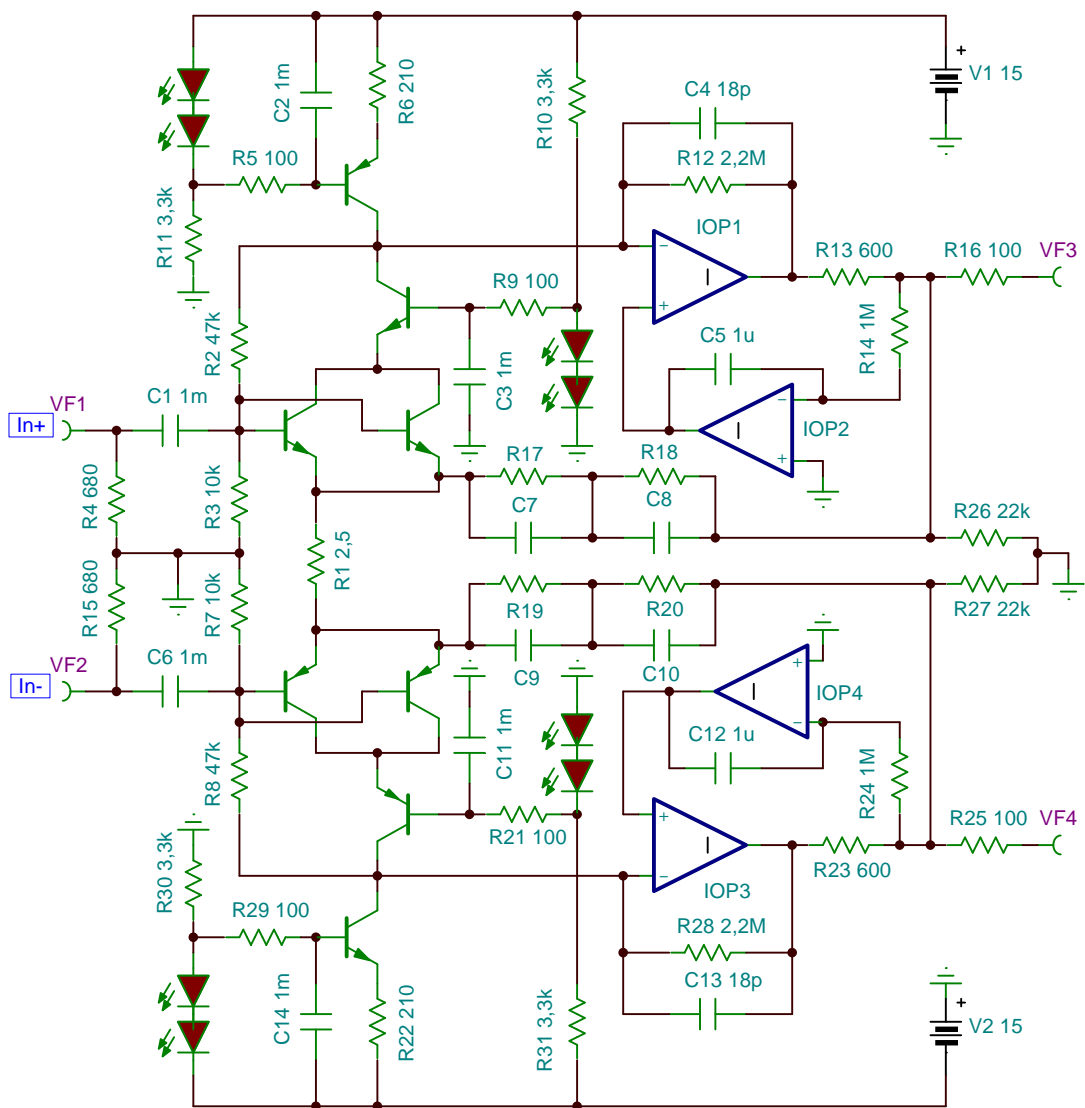 V1 15
C2 1m
R6 210
R10 3,3k
C4 18p
R12 2,2M
R5 100
R11 3,3k
IOP1
R13 600
R16 100
VF3
R9 100
R2 47k
C3 1m
C5 1u
R14 1M
IOP2
VF1
In+
C1 1m
R4 680
R3 10k
R17
R18
C7
C8
R26 22k
R1 2,5
R15 680
R7 10k
R19
R20
R27 22k
VF2
In-
C6 1m
C9
C10
IOP4
C11 1m
C12 1u
R24 1M
R8 47k
R21 100
R25 100
VF4
R23 600
IOP3
R30 3,3k
R29 100
R28 2,2M
C13 18p
C14 1m
R22 210
R31 3,3k
V2 15